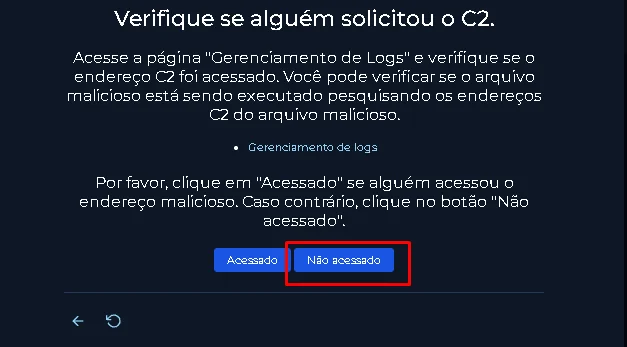 Verifique se alguém solicitou o C2.
Acesse a página "Gerenciamento de Logs" e verifique se o
endereço C2 foi acessado. Você pode verificar se o arquivo
malicioso está sendo executado pesquisando os endereços
C2 do arquivo malicioso.
Gerenciamento de logs
Por favor, clique em "Acessado" se alguém acessou o
endereço malicioso. Caso contrário, clique no botão "Não
acessado".
Acessado Não acessado